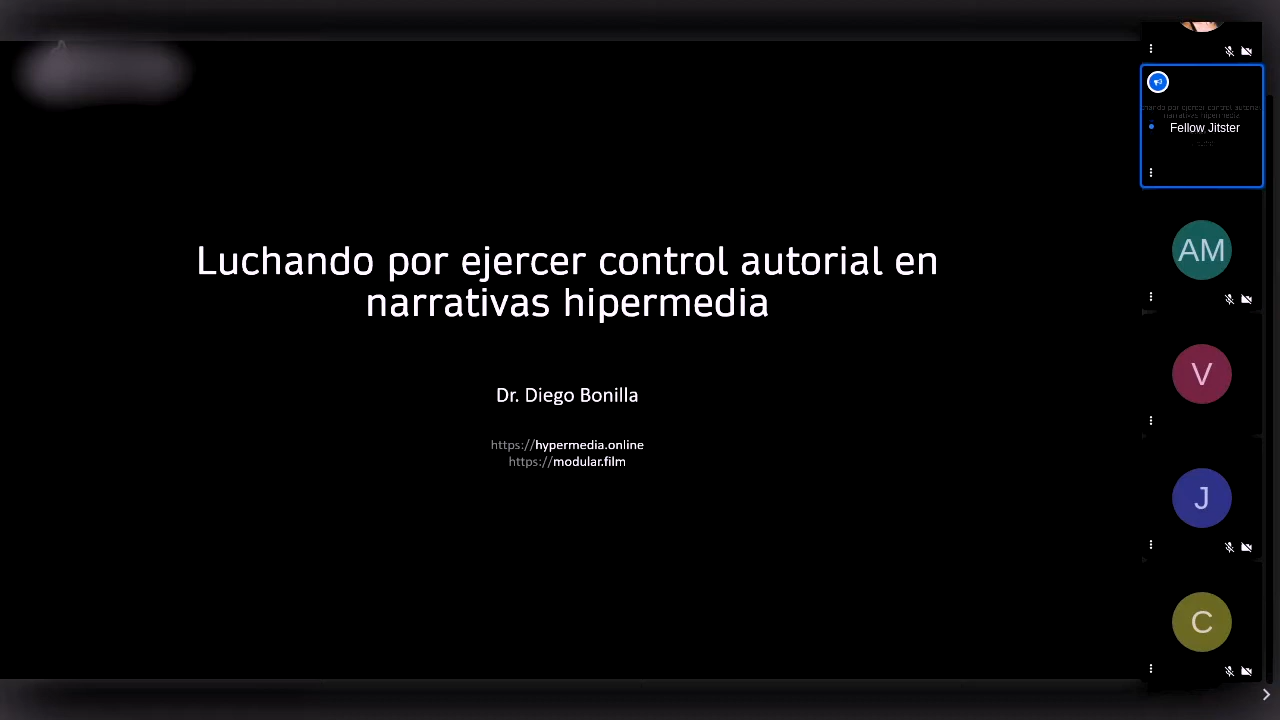 Luchando por ejercer control autorial en
narrativas hipermedia
Dr. Diego Bonilla
https://hypermedia.online
https://modular.film
Fellow Jitster
AM
V
J
C